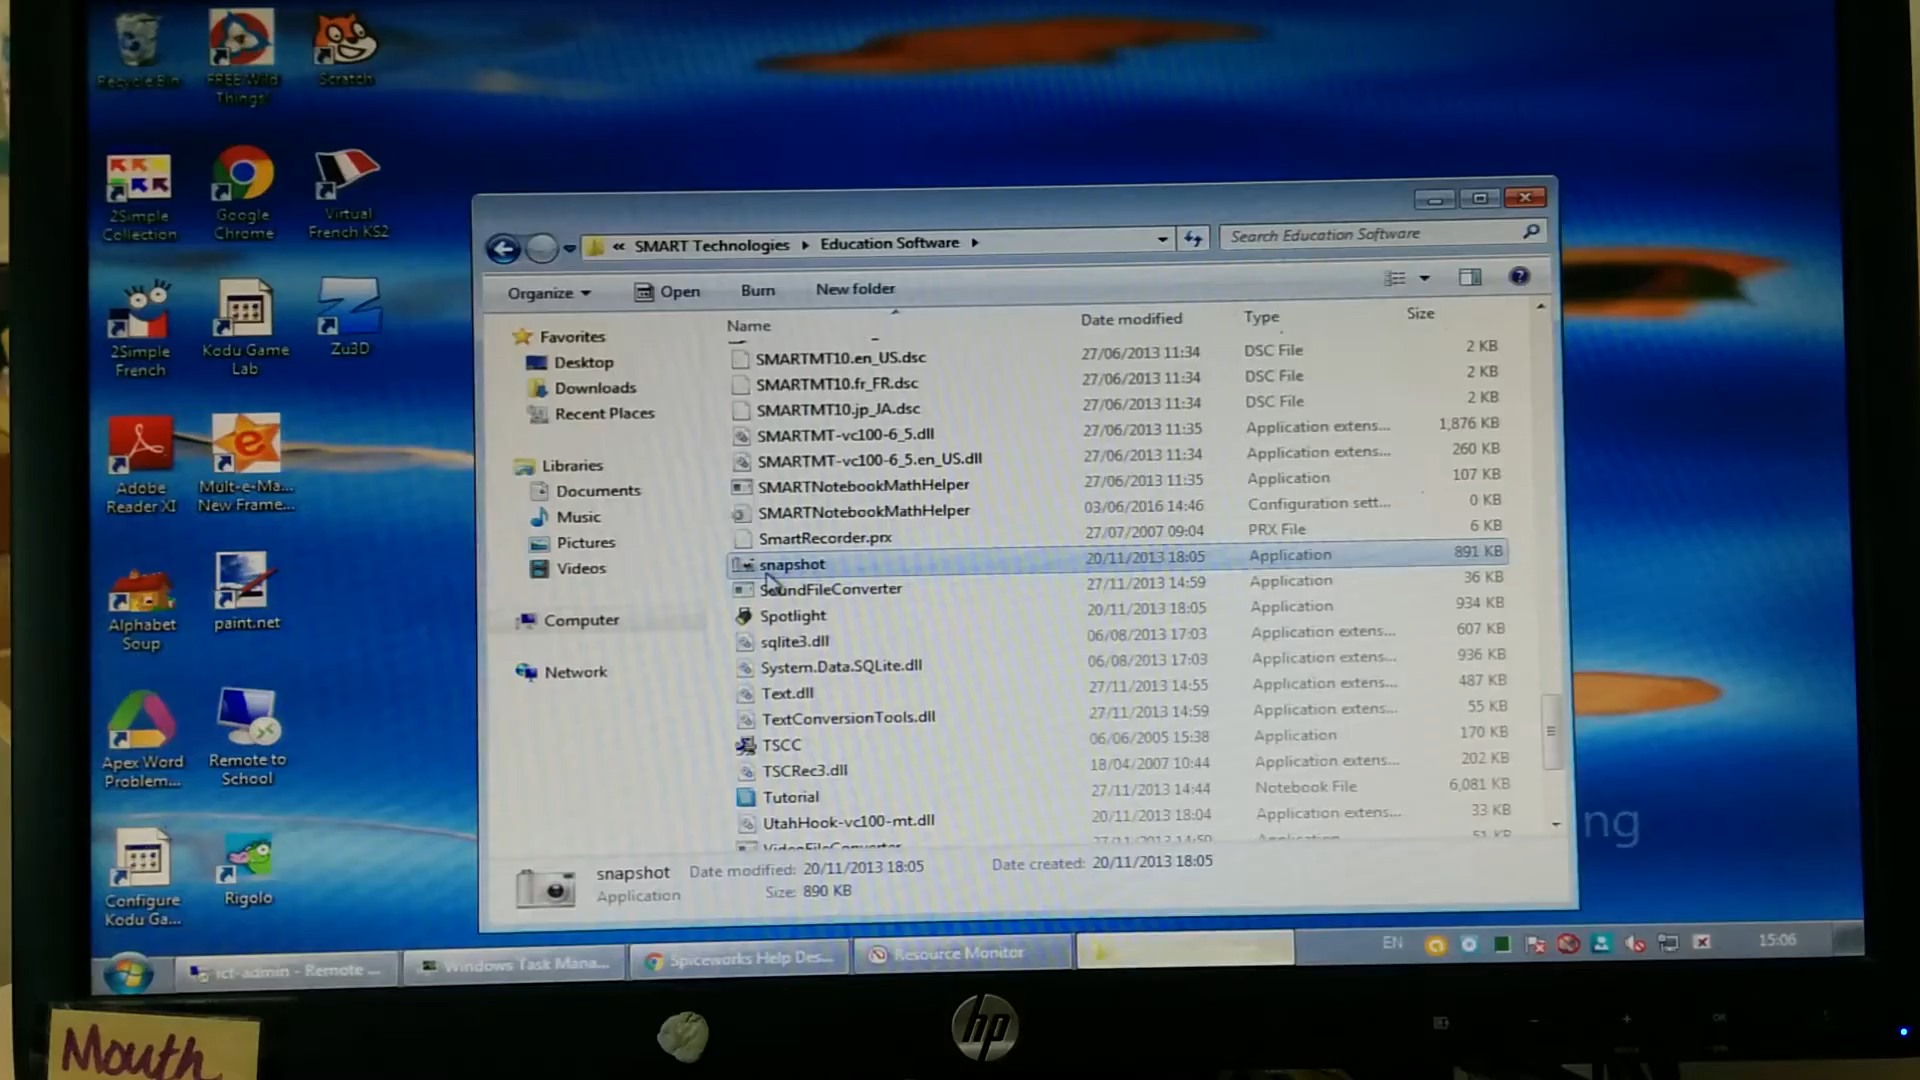 Recycle Bin
FREE Wild Things!
Scratch
2Simple Collection
Google Chrome
Virtual French KS2
2Simple French
Kodu Game Lab
Zu3D
Adobe Reader XI
Mult-e-Ma... New Frame...
Alphabet Soup
paint.net
Apex Word Problem...
Remote to School
Configure Kodu Ga...
Rigolo
« SMART Technologies Education Software
Search Education Software
Organize Open Burn New folder
Favorites
Desktop
Downloads
Recent Places
Libraries
Documents
Music
Pictures
Videos
Computer
Network
Name Date modified Type Size
SMARTMT10.en_US.dsc 27/06/2013 11:34 DSC File 2 KB
SMARTMT10.fr_FR.dsc 27/06/2013 11:34 DSC File 2 KB
SMARTMT10.jp_JA.dsc 27/06/2013 11:34 DSC File 2 KB
SMARTMT-vc100-6_5.dll 27/06/2013 11:35 Application extens... 1,876 KB
SMARTMT-vc100-6_5.en_US.dll 27/06/2013 11:34 Application extens... 260 KB
SMARTNotebookMathHelper 27/06/2013 11:35 Application 107 KB
SMARTNotebookMathHelper 03/06/2016 14:46 Configuration sett... 0 KB
SmartRecorder.prx 27/07/2007 09:04 PRX File 6 KB
snapshot 20/11/2013 18:05 Application 891 KB
SoundFileConverter 27/11/2013 14:59 Application 36 KB
Spotlight 20/11/2013 18:05 Application 934 KB
sqlite3.dll 06/08/2013 17:03 Application extens... 607 KB
System.Data.SQLite.dll 06/08/2013 17:03 Application extens... 936 KB
Text.dll 27/11/2013 14:55 Application extens... 487 KB
TextConversionTools.dll 27/11/2013 14:59 Application extens... 55 KB
TSCC 06/06/2005 15:38 Application 170 KB
TSCRec3.dll 18/04/2007 10:44 Application extens... 202 KB
Tutorial 27/11/2013 14:44 Notebook File 6,081 KB
UtahHook-vc100-mt.dll 20/11/2013 18:04 Application extens... 33 KB
VideoFileConverter 27/11/2013 14:59 Application 51 KB
snapshot Date modified: 20/11/2013 18:05 Date created: 20/11/2013 18:05
Application Size: 890 KB
ng
ict-admin - Remote ...
Windows Task Mana...
Spiceworks Help Des...
Resource Monitor
EN
15:06
hp
Mouth